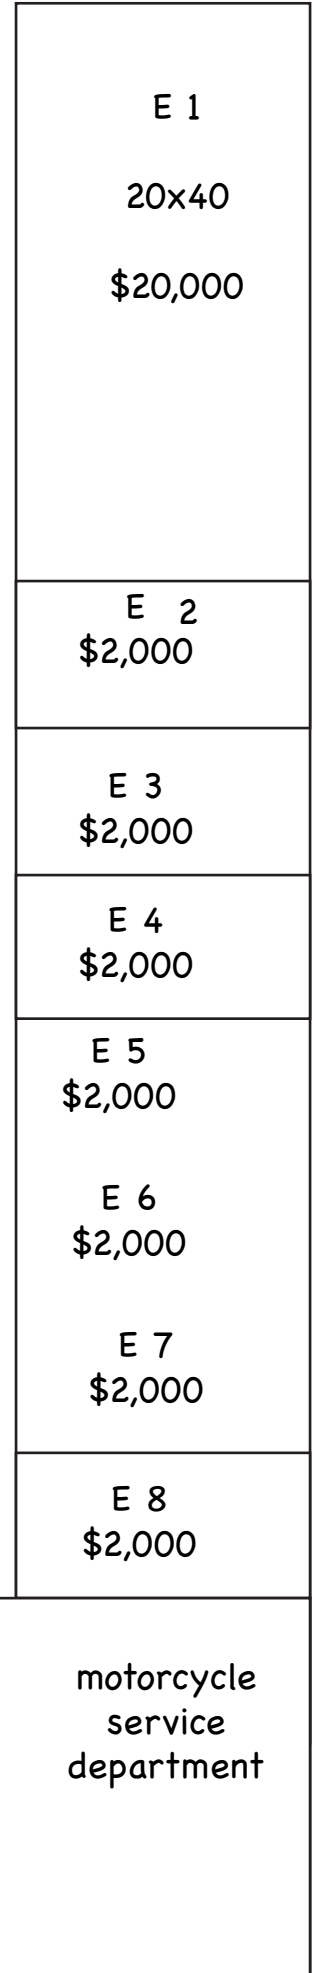 E 1
20x40
$20,000
E 2
$2,000
E 3
$2,000
E 4
$2,000
E 5
$2,000
E 6
$2,000
E 7
$2,000
E 8
$2,000
motorcycle
service
department